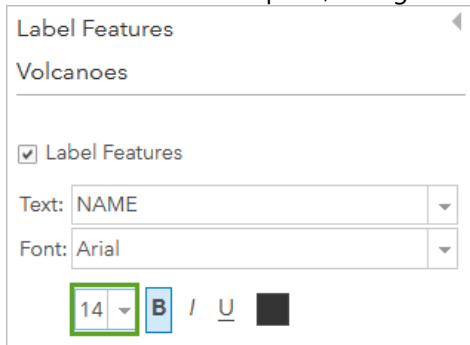 Label Features
Volcanoes
Label Features
Text: NAME
Font: Arial
14 B I U